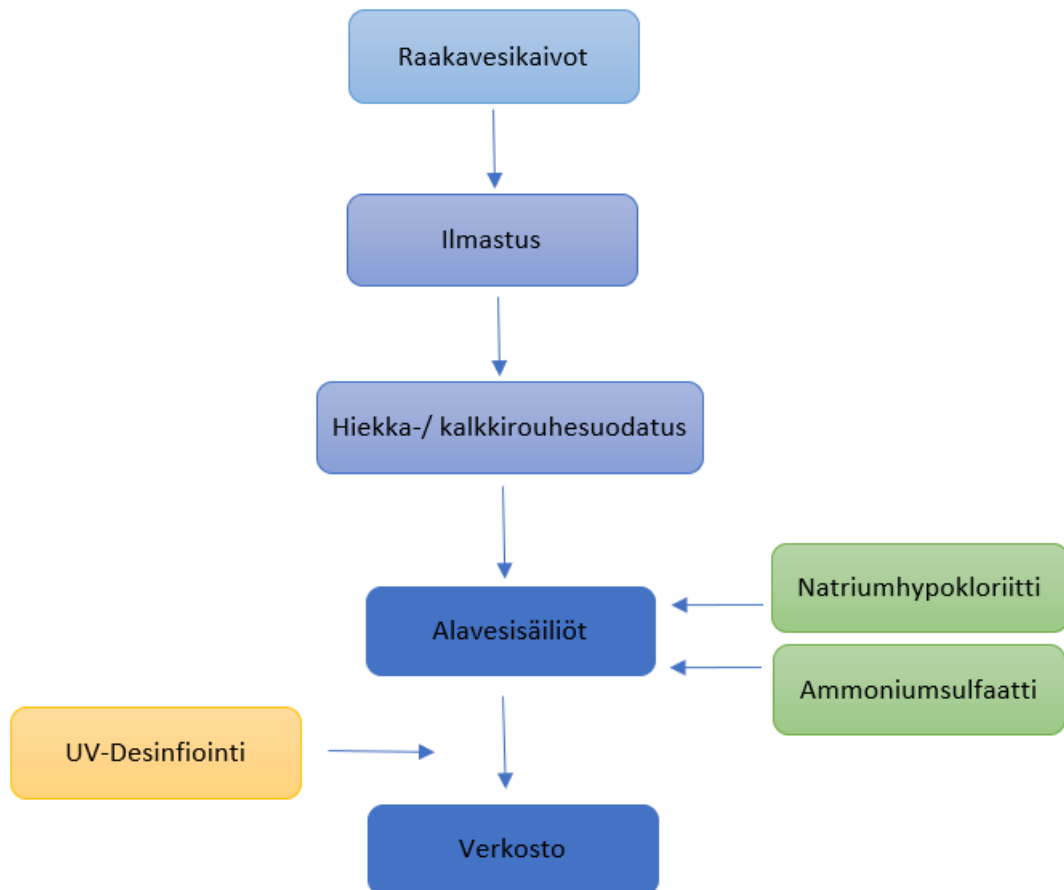 Raakavesikaivot
Ilmastus
Hiekka-/ kalkkirouhesuodatus
Natriumhypokloriitti
Alavesisäiliöt
Ammoniumsulfaatti
UV-Desinfiointi
Verkosto